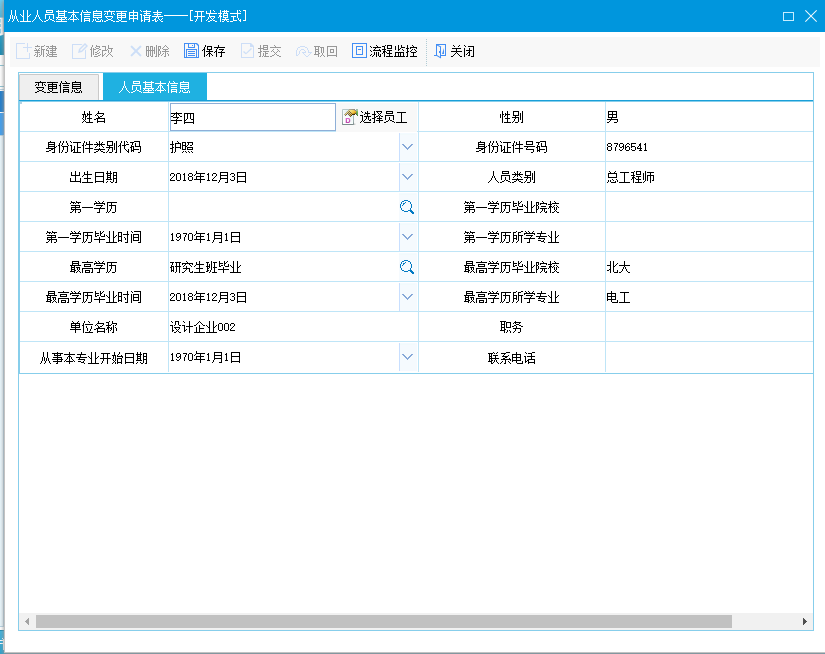 从业人员基本信息变更申请表——[开发模式]
新建 修改 删除 保存 提交 取回 流程监控 关闭
变更信息 人员基本信息
姓名 李四 选择员工 性别 男
身份证件类别代码 护照 身份证件号码 8796541
出生日期 2018年12月3日 人员类别 总工程师
第一学历 第一学历毕业院校
第一学历毕业时间 1970年1月1日 第一学历所学专业
最高学历 研究生班毕业 最高学历毕业院校 北大
最高学历毕业时间 2018年12月3日 最高学历所学专业 电工
单位名称 设计企业002 职务
从事本专业开始日期 1970年1月1日 联系电话